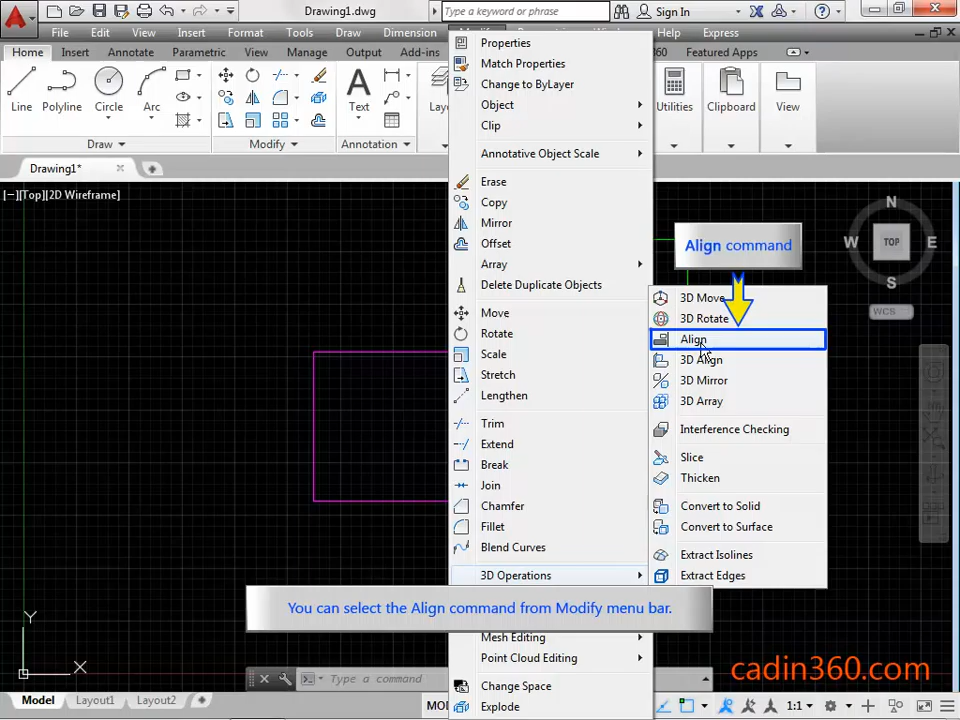 Drawing1.dwg
Type a keyword or phrase
Sign In
File
Edit
View
Insert
Format
Tools
Draw
Dimension
Help
Express
Home
Insert
Annotate
Parametric
View
Manage
Output
Add-ins
360
Featured Apps
Line
Polyline
Circle
Arc
Text
Utilities
Clipboard
View
Draw
Modify
Annotation
Drawing1*
[−][Top][2D Wireframe]
Properties
Match Properties
Change to ByLayer
Object
Clip
Annotative Object Scale
Erase
Copy
Mirror
Offset
Array
Delete Duplicate Objects
Move
Rotate
Scale
Stretch
Lengthen
Trim
Extend
Break
Join
Chamfer
Fillet
Blend Curves
3D Operations
Mesh Editing
Point Cloud Editing
Change Space
Explode
Align command
3D Move
3D Rotate
Align
3D Align
3D Mirror
3D Array
Interference Checking
Slice
Thicken
Convert to Solid
Convert to Surface
Extract Isolines
Extract Edges
N
W
TOP
E
S
WCS
You can select the Align command from Modify menu bar.
Y
X
Type a command
cadin360.com
Model
Layout1
Layout2
1:1